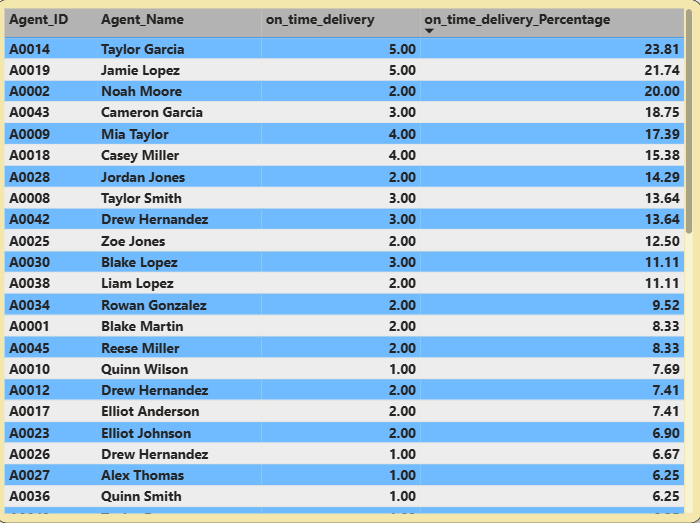 Agent_ID Agent_Name on_time_delivery on_time_delivery_Percentage
A0014 Taylor Garcia 5.00 23.81
A0019 Jamie Lopez 5.00 21.74
A0002 Noah Moore 2.00 20.00
A0043 Cameron Garcia 3.00 18.75
A0009 Mia Taylor 4.00 17.39
A0018 Casey Miller 4.00 15.38
A0028 Jordan Jones 2.00 14.29
A0008 Taylor Smith 3.00 13.64
A0042 Drew Hernandez 3.00 13.64
A0025 Zoe Jones 2.00 12.50
A0030 Blake Lopez 3.00 11.11
A0038 Liam Lopez 2.00 11.11
A0034 Rowan Gonzalez 2.00 9.52
A0001 Blake Martin 2.00 8.33
A0045 Reese Miller 2.00 8.33
A0010 Quinn Wilson 1.00 7.69
A0012 Drew Hernandez 2.00 7.41
A0017 Elliot Anderson 2.00 7.41
A0023 Elliot Johnson 2.00 6.90
A0026 Drew Hernandez 1.00 6.67
A0027 Alex Thomas 1.00 6.25
A0036 Quinn Smith 1.00 6.25